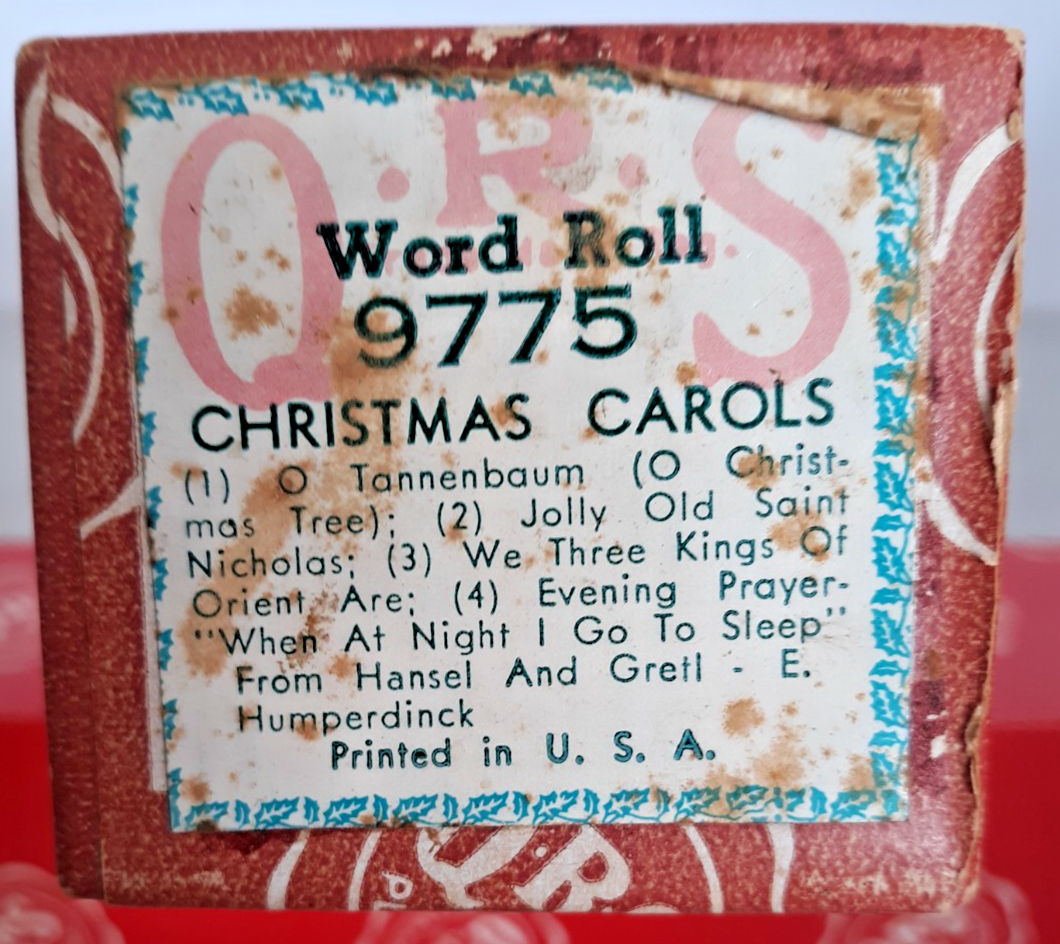 Q·R·S
Word Roll
9775
CHRISTMAS CAROLS
(1) O Tannenbaum (O Christ-
mas Tree); (2) Jolly Old Saint
Nicholas; (3) We Three Kings Of
Orient Are; (4) Evening Prayer-
"When At Night I Go To Sleep"
From Hansel And Gretl - E.
Humperdinck
Printed in U. S. A.
Q·R